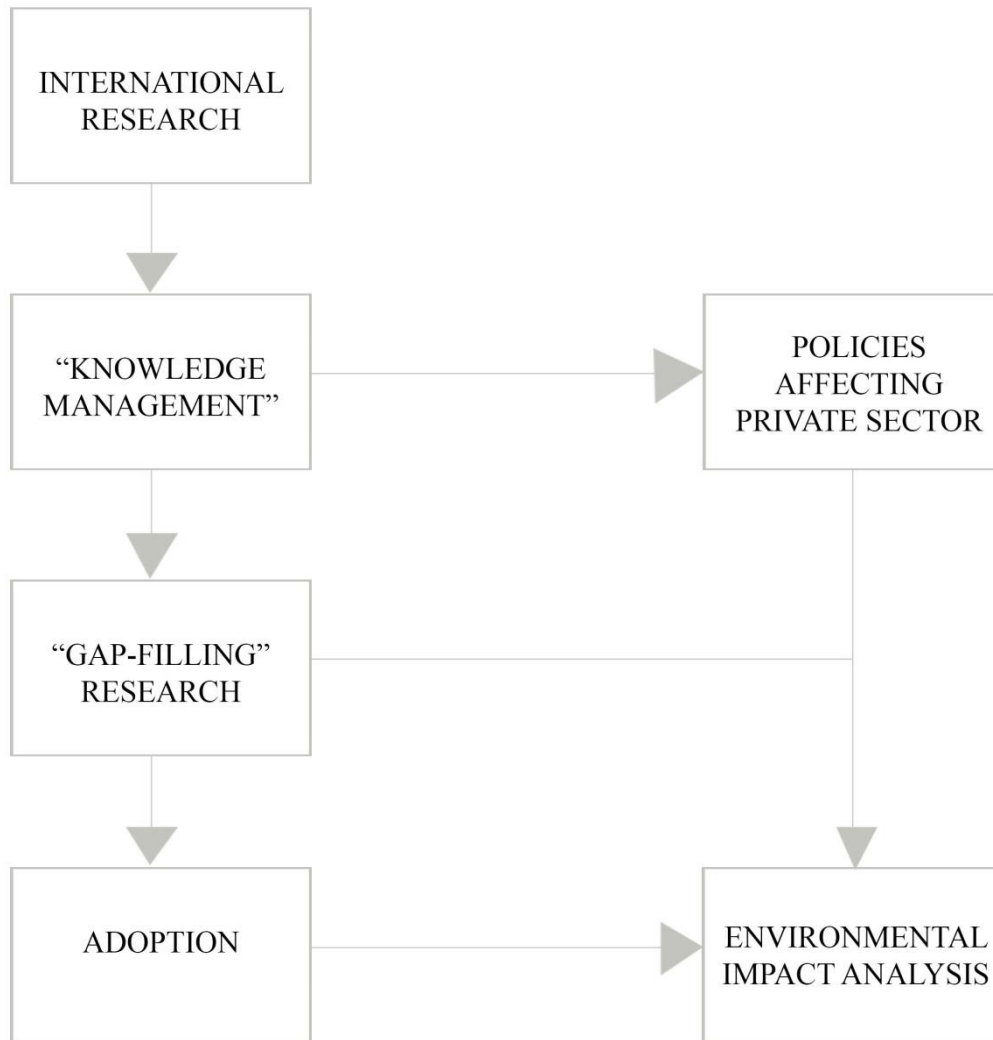 INTERNATIONAL
RESEARCH
“KNOWLEDGE
MANAGEMENT”
POLICIES
AFFECTING
PRIVATE SECTOR
“GAP-FILLING”
RESEARCH
ADOPTION
ENVIRONMENTAL
IMPACT ANALYSIS